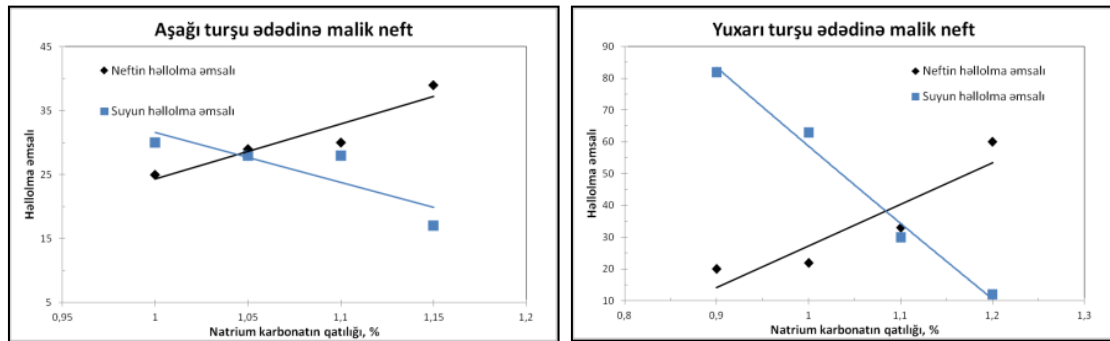 Aşağı turşu ədədinə malik neft
45
35
25
15
5
Həllolma əmsalı
Neftin həllolma əmsalı
Suyun həllolma əmsalı
0,95
1
1,05
1,1
1,15
1,2
Natrium karbonatın qatılığı, %
Yuxarı turşu ədədinə malik neft
90
80
70
60
50
40
30
20
10
Həllolma əmsalı
Neftin həllolma əmsalı
Suyun həllolma əmsalı
0,8
0,9
1
1,1
1,2
1,3
Natrium karbonatın qatılığı, %